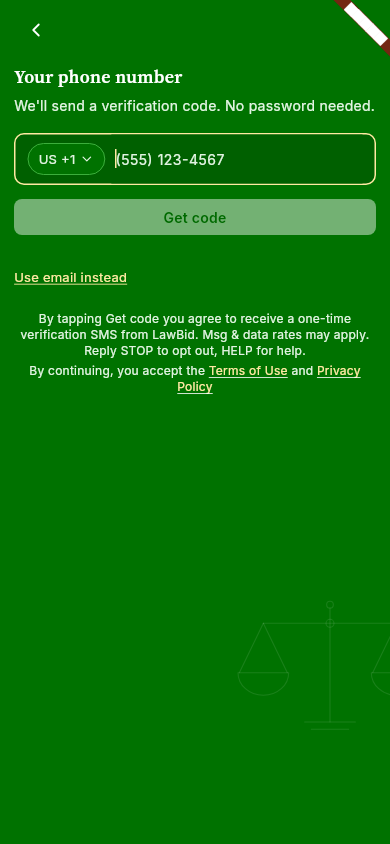 Your phone number
We'll send a verification code. No password needed.
US +1
(555) 123-4567
Get code
Use email instead
By tapping Get code you agree to receive a one-time
verification SMS from LawBid. Msg & data rates may apply.
Reply STOP to opt out, HELP for help.
By continuing, you accept the Terms of Use and Privacy
Policy